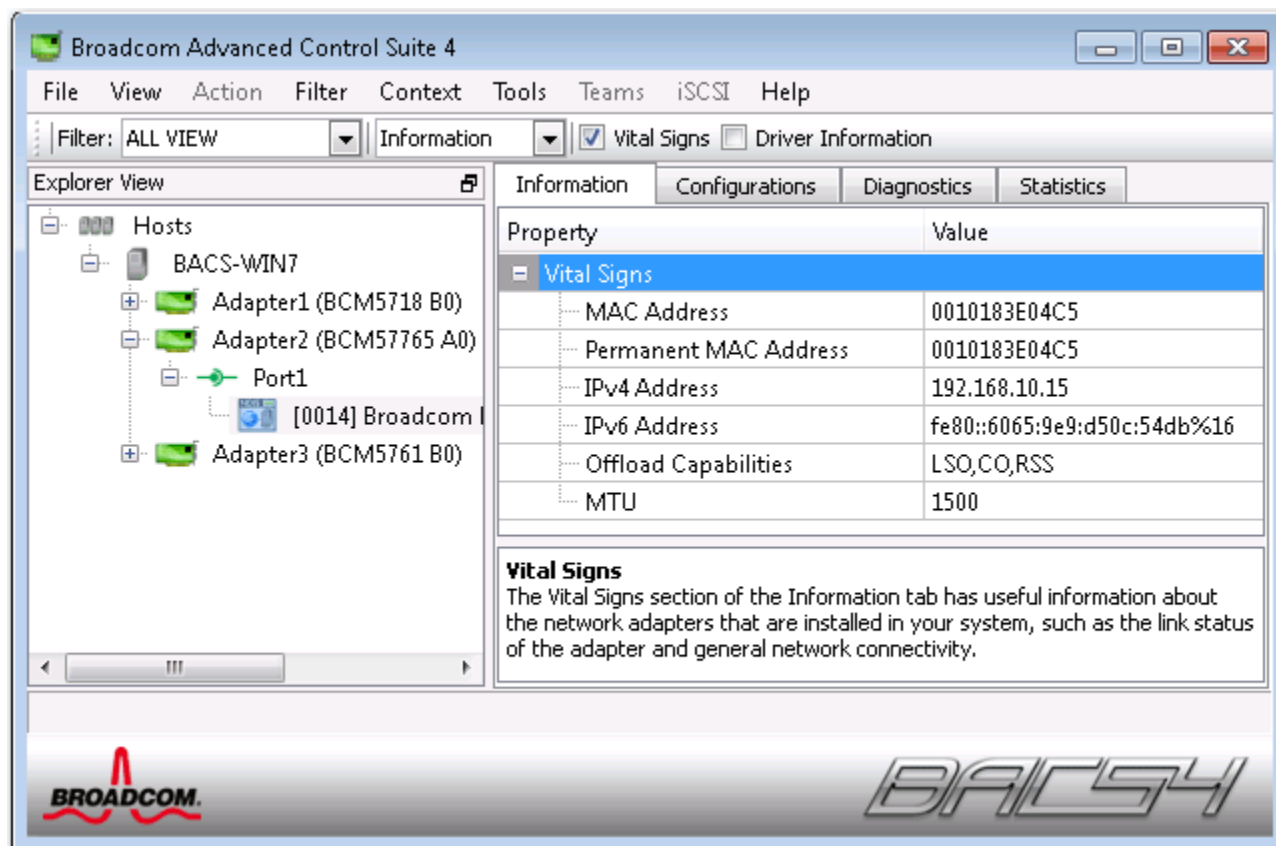 Broadcom Advanced Control Suite 4
File View Action Filter Context Tools Teams iSCSI Help
Filter: ALL VIEW Information Vital Signs Driver Information
Explorer View
Hosts
BACS-WIN7
Adapter1 (BCM5718 B0)
Adapter2 (BCM57765 A0)
Port1
[0014] Broadcom
Adapter3 (BCM5761 B0)
Information Configurations Diagnostics Statistics
Property Value
Vital Signs
MAC Address 0010183E04C5
Permanent MAC Address 0010183E04C5
IPv4 Address 192.168.10.15
IPv6 Address fe80::6065:9e9:d50c:54db%16
Offload Capabilities LSO,CO,RSS
MTU 1500
Vital Signs
The Vital Signs section of the Information tab has useful information about
the network adapters that are installed in your system, such as the link status
of the adapter and general network connectivity.
BROADCOM.
BACS4